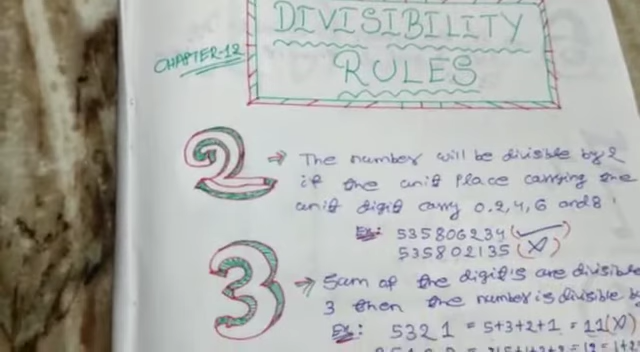 DIVISIBILITY
CHAPTER-12
RULES
2 → The number will be divisble by 2
if the unit place carrying the
unit digit carry 0,2,4,6 and 8
Ex: 535806234 (✓)
535802135 (X)
3 → Sum of the digit's are divisible
3 then the number is divisible
Ex: 5321 = 5+3+2+1 = 11 (X)